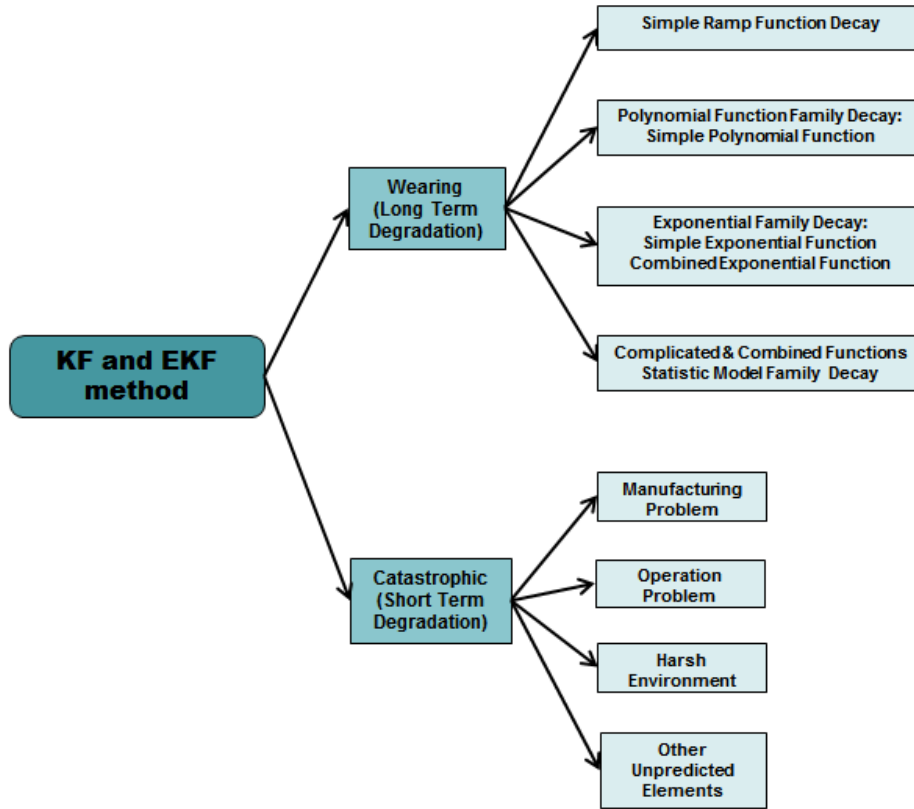 Simple Ramp Function Decay
Polynomial Function Family Decay:
Simple Polynomial Function
Wearing
(Long Term
Degradation)
Exponential Family Decay:
Simple Exponential Function
Combined Exponential Function
KF and EKF
method
Complicated & Combined Functions
Statistic Model Family Decay
Manufacturing
Problem
Catastrophic
(Short Term
Degradation)
Operation
Problem
Harsh
Environment
Other
Unpredicted
Elements